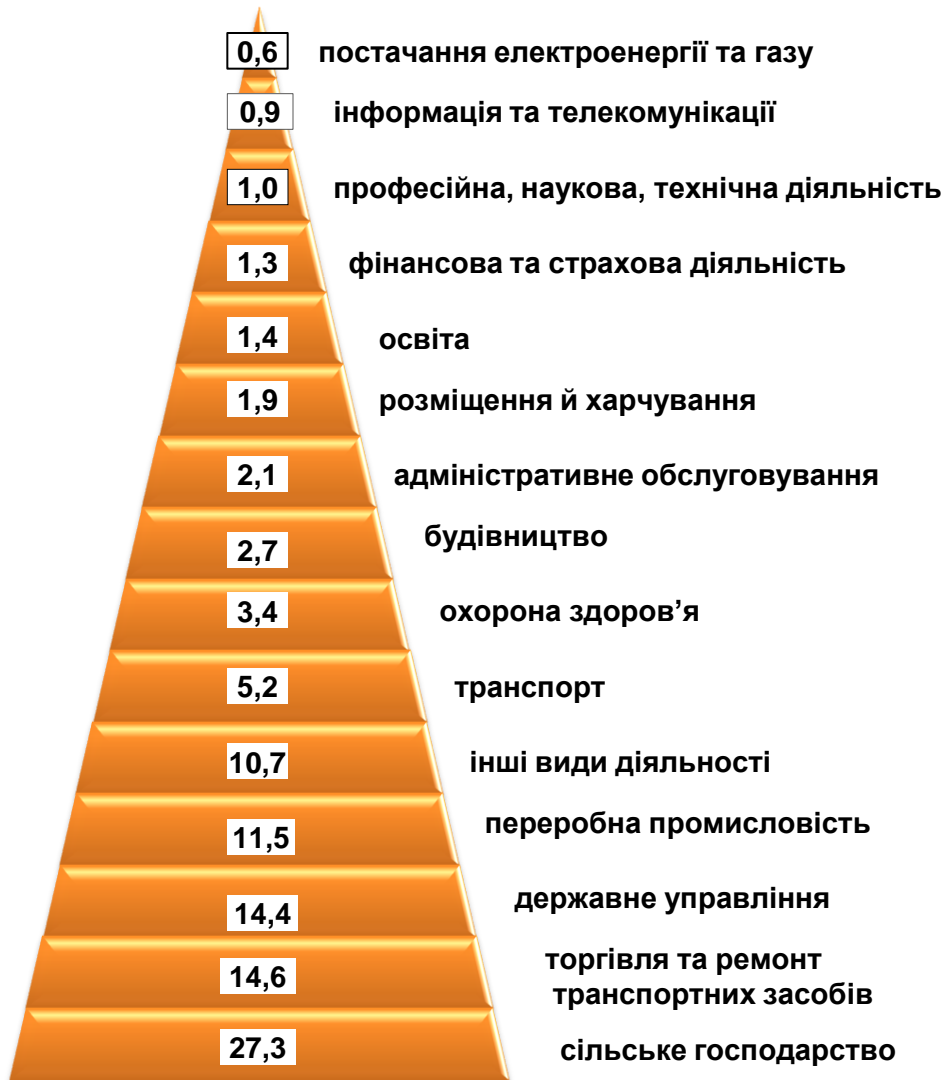 0,6 постачання електроенергії та газу
0,9 інформація та телекомунікації
1,0 професійна, наукова, технічна діяльність
1,3 фінансова та страхова діяльність
1,4 освіта
1,9 розміщення й харчування
2,1 адміністративне обслуговування
2,7 будівництво
3,4 охорона здоров’я
5,2 транспорт
10,7 інші види діяльності
11,5 переробна промисловість
14,4 державне управління
14,6 торгівля та ремонт
транспортних засобів
27,3 сільське господарство